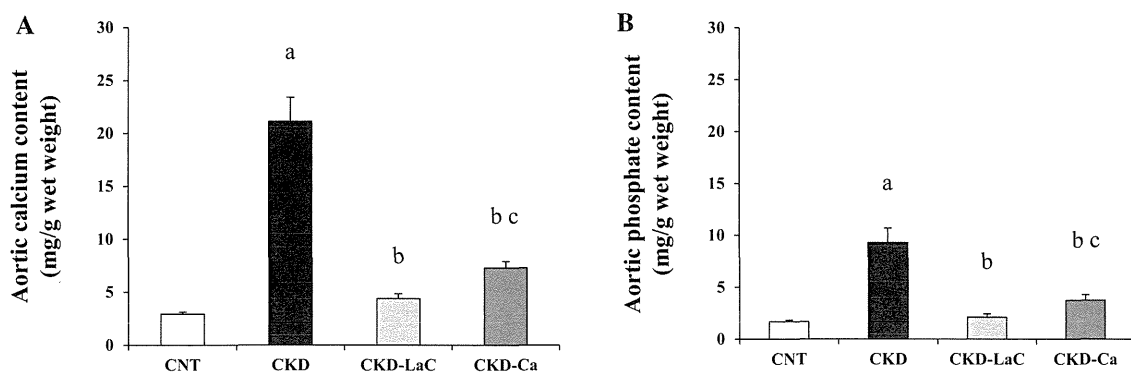 A
Aortic calcium content
(mg/g wet weight)
30
25
20
15
10
5
0
a
b
b c
CNT
CKD
CKD-LaC
CKD-Ca
B
Aortic phosphate content
(mg/g wet weight)
30
25
20
15
10
5
0
a
b
b c
CNT
CKD
CKD-LaC
CKD-Ca